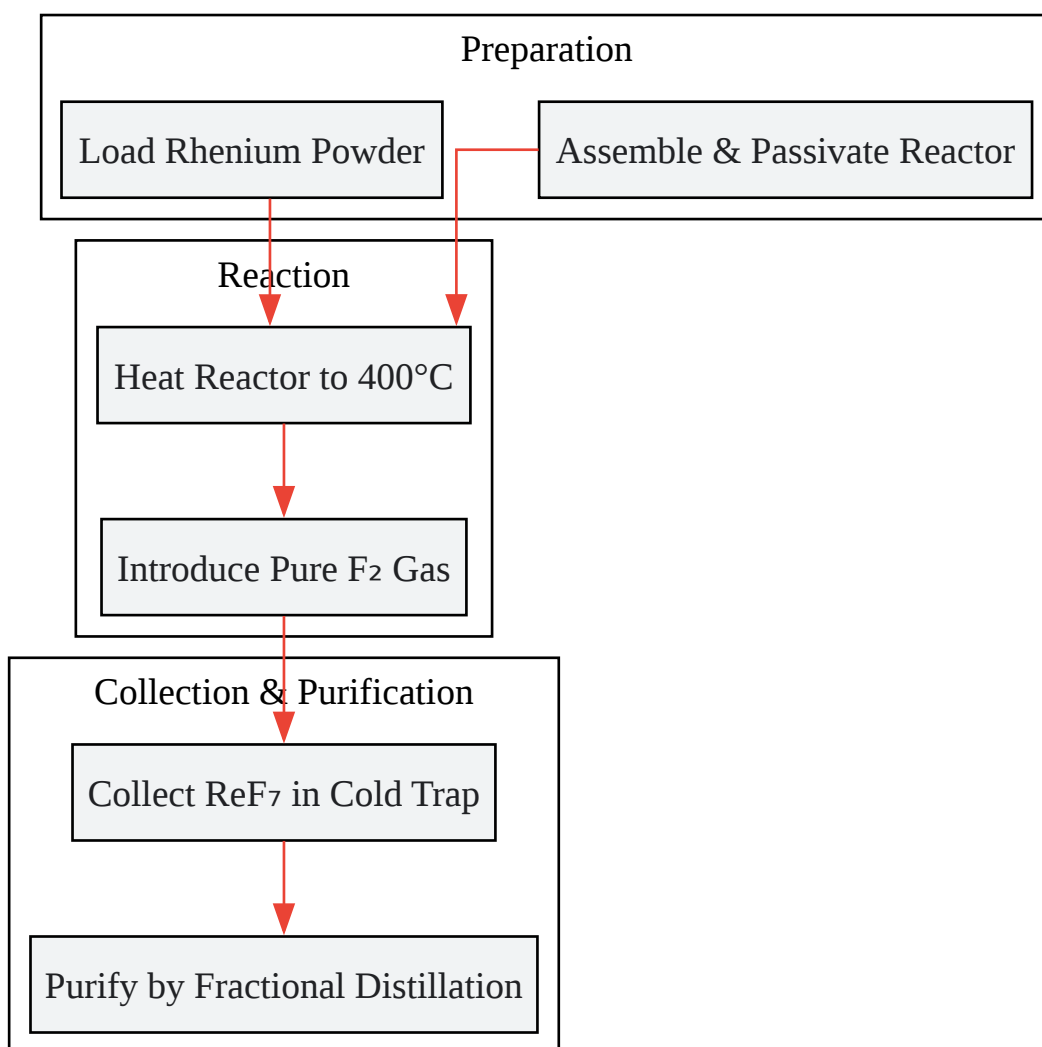 Preparation
Load Rhenium Powder
Assemble & Passivate Reactor
Reaction
Heat Reactor to 400°C
Introduce Pure F₂ Gas
Collection & Purification
Collect ReF₇ in Cold Trap
Purify by Fractional Distillation